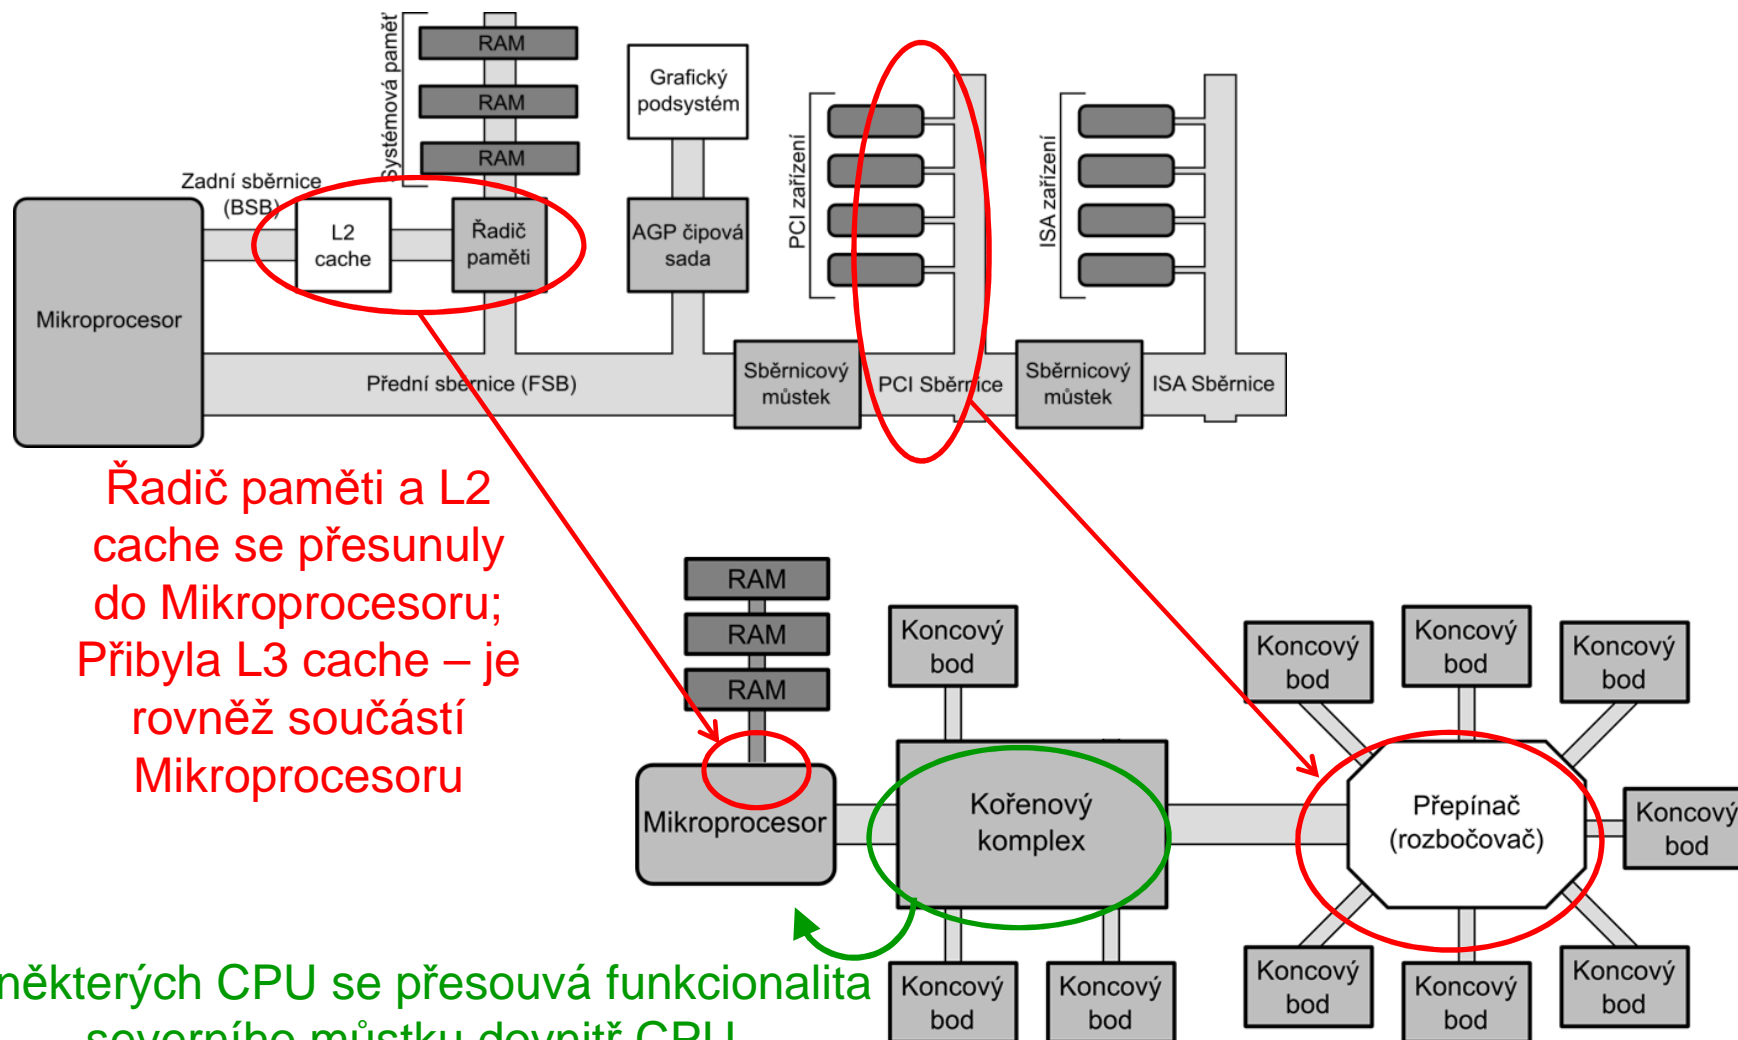 Systémová paměť
RAM
RAM
RAM
Grafický
podsystém
PCI zařízení
ISA zařízení
Zadní sběrnice
(BSB)
L2
cache
Řadič
paměti
AGP čipová
sada
Mikroprocesor
Přední sběrnice (FSB)
Sběrnicový
můstek
PCI Sběrnice
Sběrnicový
můstek
ISA Sběrnice
Řadič paměti a L2
cache se přesunuly
do Mikroprocesoru;
Přibyla L3 cache – je
rovněž součástí
Mikroprocesoru
RAM
RAM
RAM
Mikroprocesor
Koncový
bod
Kořenový
komplex
Koncový
bod
Koncový
bod
Koncový
bod
Koncový
bod
Koncový
bod
Přepínač
(rozbočovač)
Koncový
bod
Koncový
bod
Koncový
bod
Koncový
bod
některých CPU se přesouvá funkcionalita
severního můstku dovnitř CPU